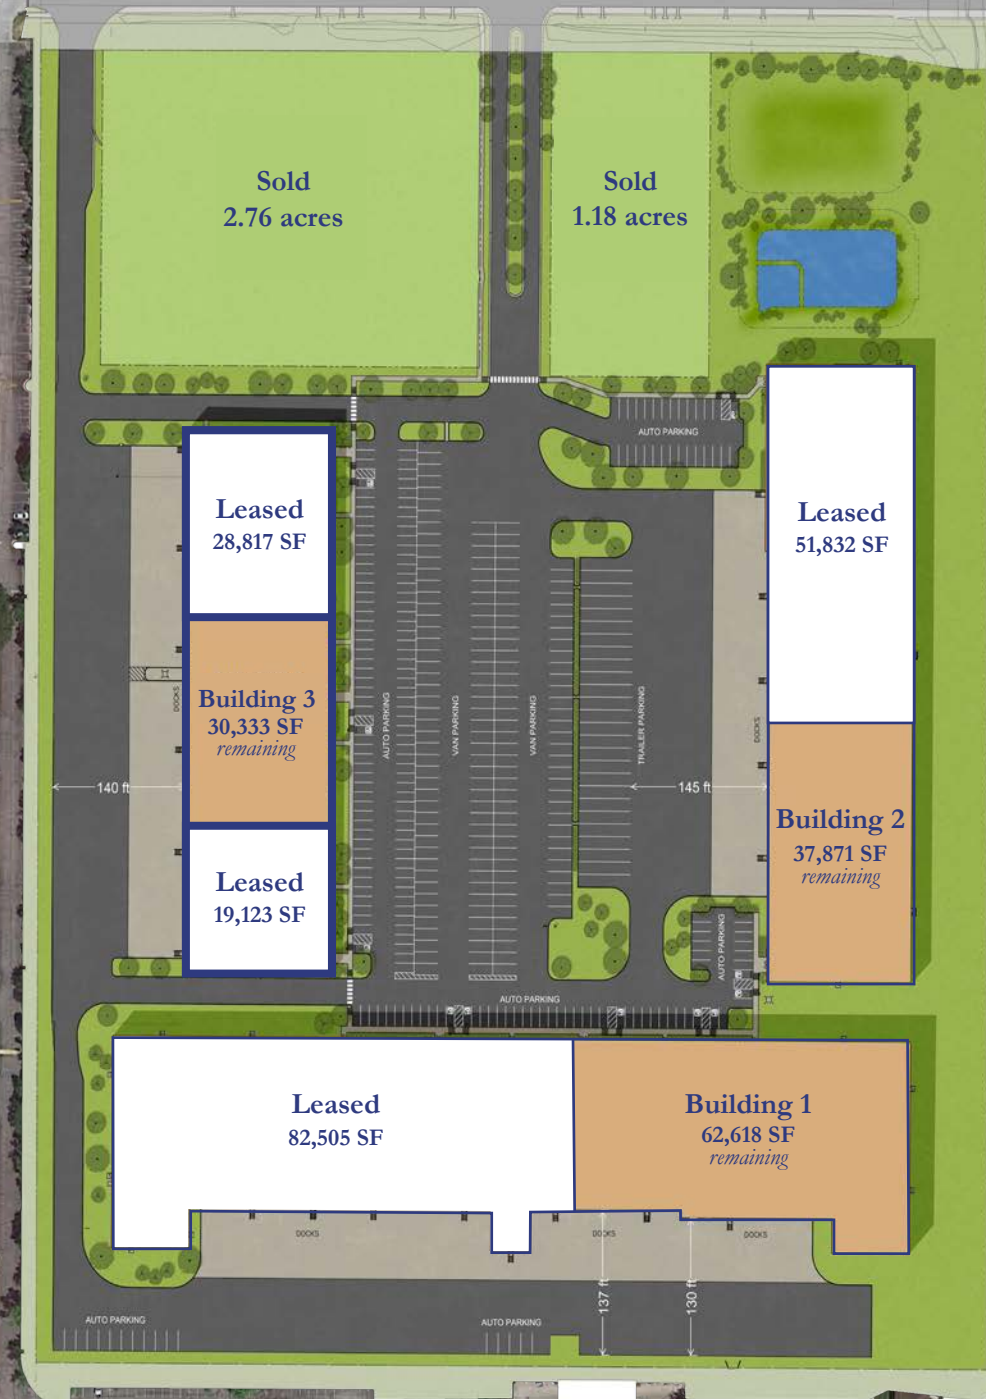 Sold
2.76 acres
Sold
1.18 acres
AUTO PARKING
Leased
28,817 SF
Leased
51,832 SF
Building 3
30,333 SF
remaining
DOCKS
AUTO PARKING
VAN PARKING
VAN PARKING
TRAILER PARKING
DOCKS
140 ft
145 ft
Building 2
37,871 SF
remaining
Leased
19,123 SF
AUTO PARKING
AUTO PARKING
Leased
82,505 SF
Building 1
62,618 SF
remaining
DOCKS
DOCKS
DOCKS
137 ft
130 ft
AUTO PARKING
AUTO PARKING